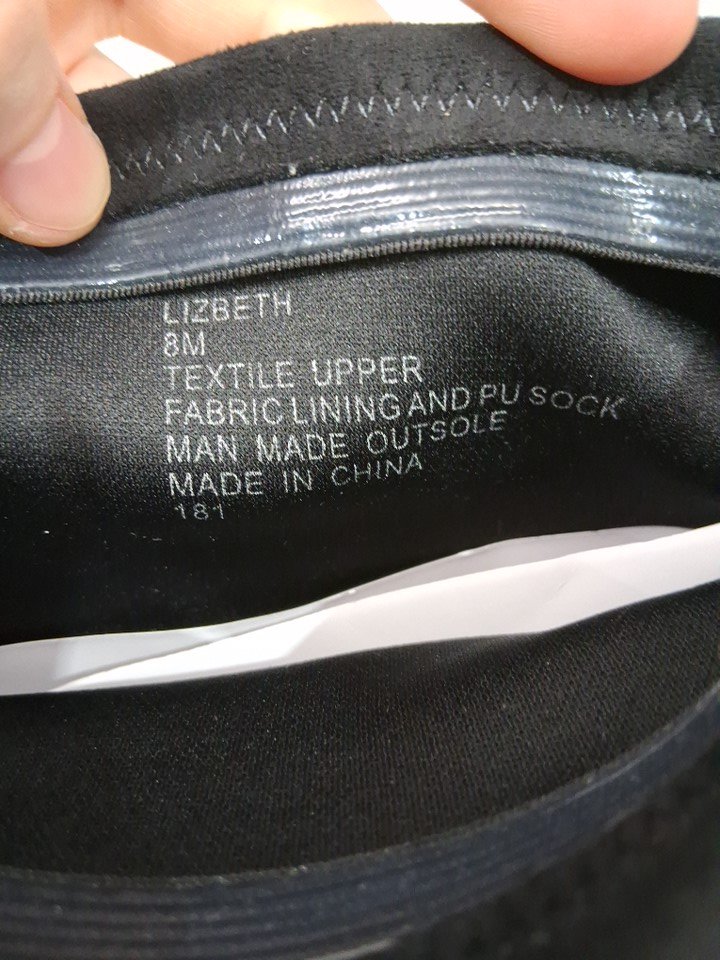 LIZBETH
8M
TEXTILE UPPER
FABRIC LINING AND PU SOCK
MAN MADE OUTSOLE
MADE IN CHINA
181